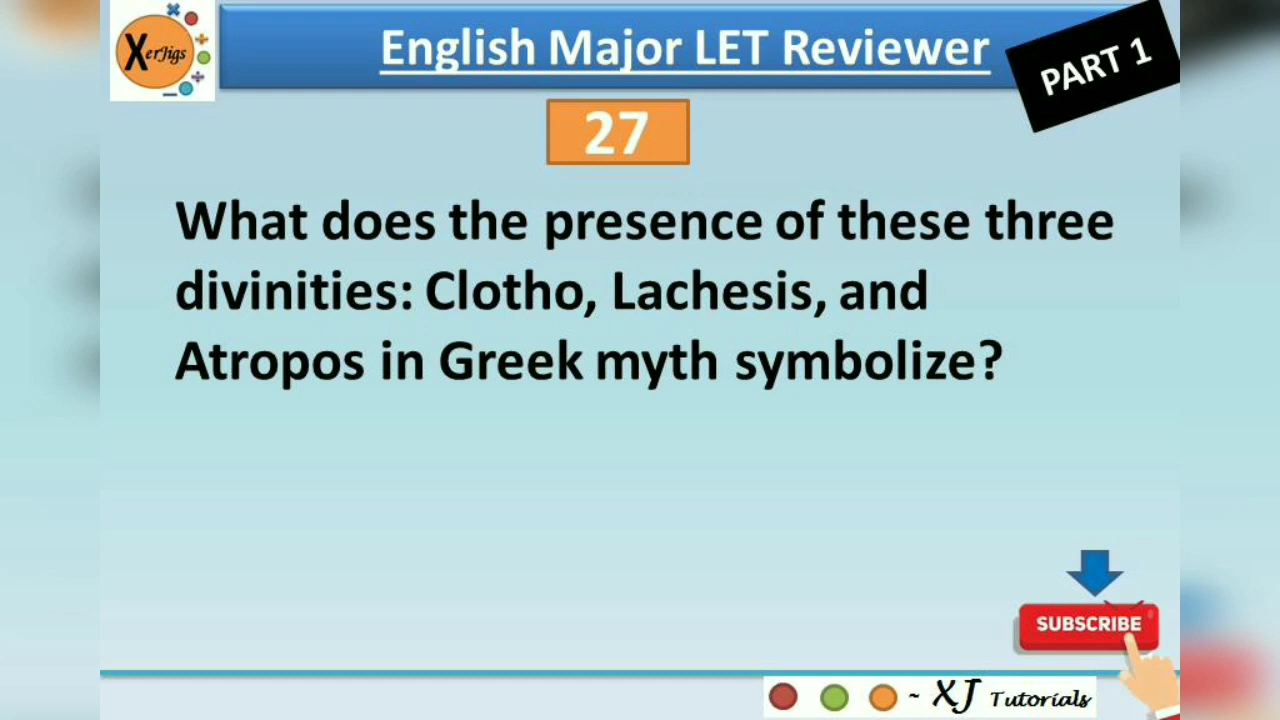 XerJigs
English Major LET Reviewer
PART 1
27
What does the presence of these three
divinities: Clotho, Lachesis, and
Atropos in Greek myth symbolize?
SUBSCRIBE
~ XJ Tutorials